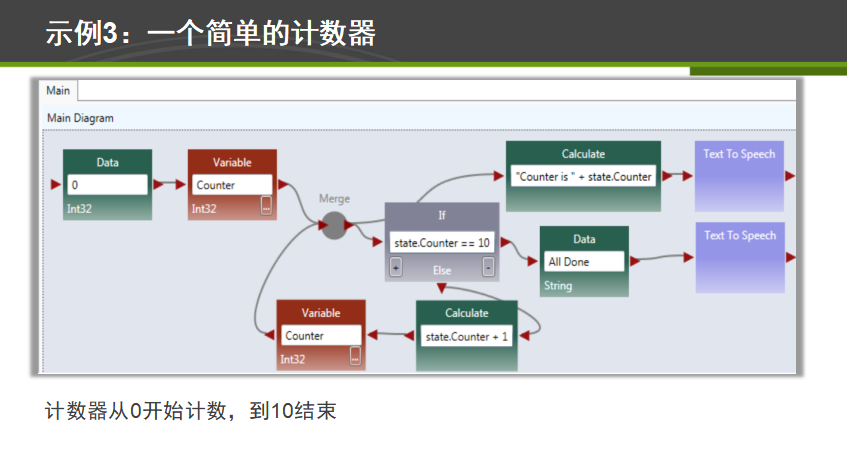 示例3：一个简单的计数器
Main
Main Diagram
Data
0
Int32
Variable
Counter
Int32
...
Merge
If
state.Counter == 10
+
Else
-
Calculate
"Counter is " + state.Counter
Text To Speech
Data
All Done
String
Text To Speech
Variable
Counter
Int32
...
Calculate
state.Counter + 1
计数器从0开始计数，到10结束